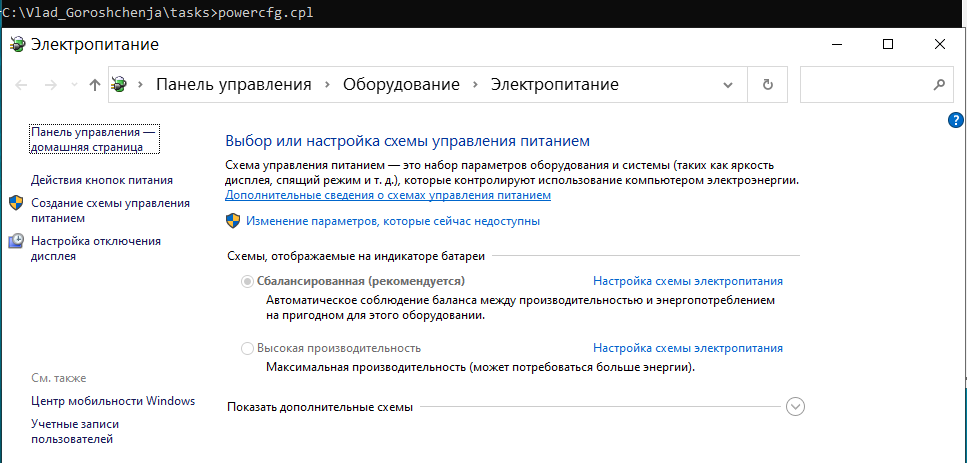 C:\Vlad_Goroshchenja\tasks>powercfg.cpl
Электропитание
Панель управления › Оборудование › Электропитание
Панель управления —
домашняя страница
Действия кнопок питания
Создание схемы управления
питанием
Настройка отключения
дисплея
Выбор или настройка схемы управления питанием
Схема управления питанием — это набор параметров оборудования и системы (таких как яркость
дисплея, спящий режим и т. д.), которые контролируют использование компьютером электроэнергии.
Дополнительные сведения о схемах управления питанием
Изменение параметров, которые сейчас недоступны
Схемы, отображаемые на индикаторе батареи
Сбалансированная (рекомендуется) Настройка схемы электропитания
Автоматическое соблюдение баланса между производительностью и энергопотреблением
на пригодном для этого оборудовании.
Высокая производительность Настройка схемы электропитания
Максимальная производительность (может потребоваться больше энергии).
Показать дополнительные схемы
См. также
Центр мобильности Windows
Учетные записи
пользователей